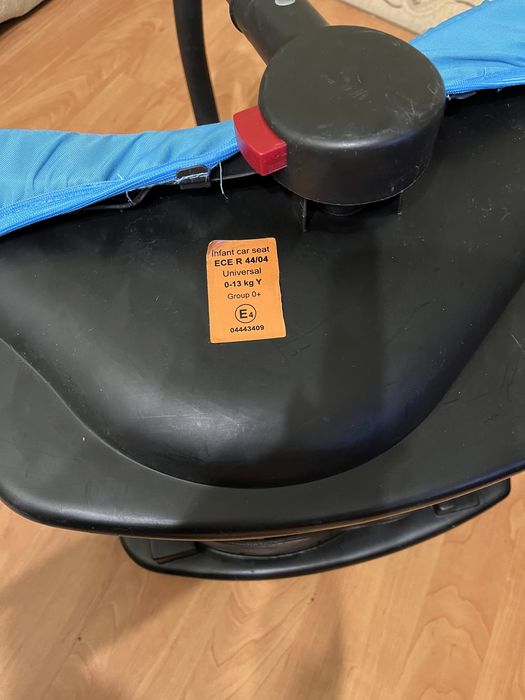 Infant car seat
ECE R 44/04
Universal
0-13 kg Y
Group 0+
E4
04443409